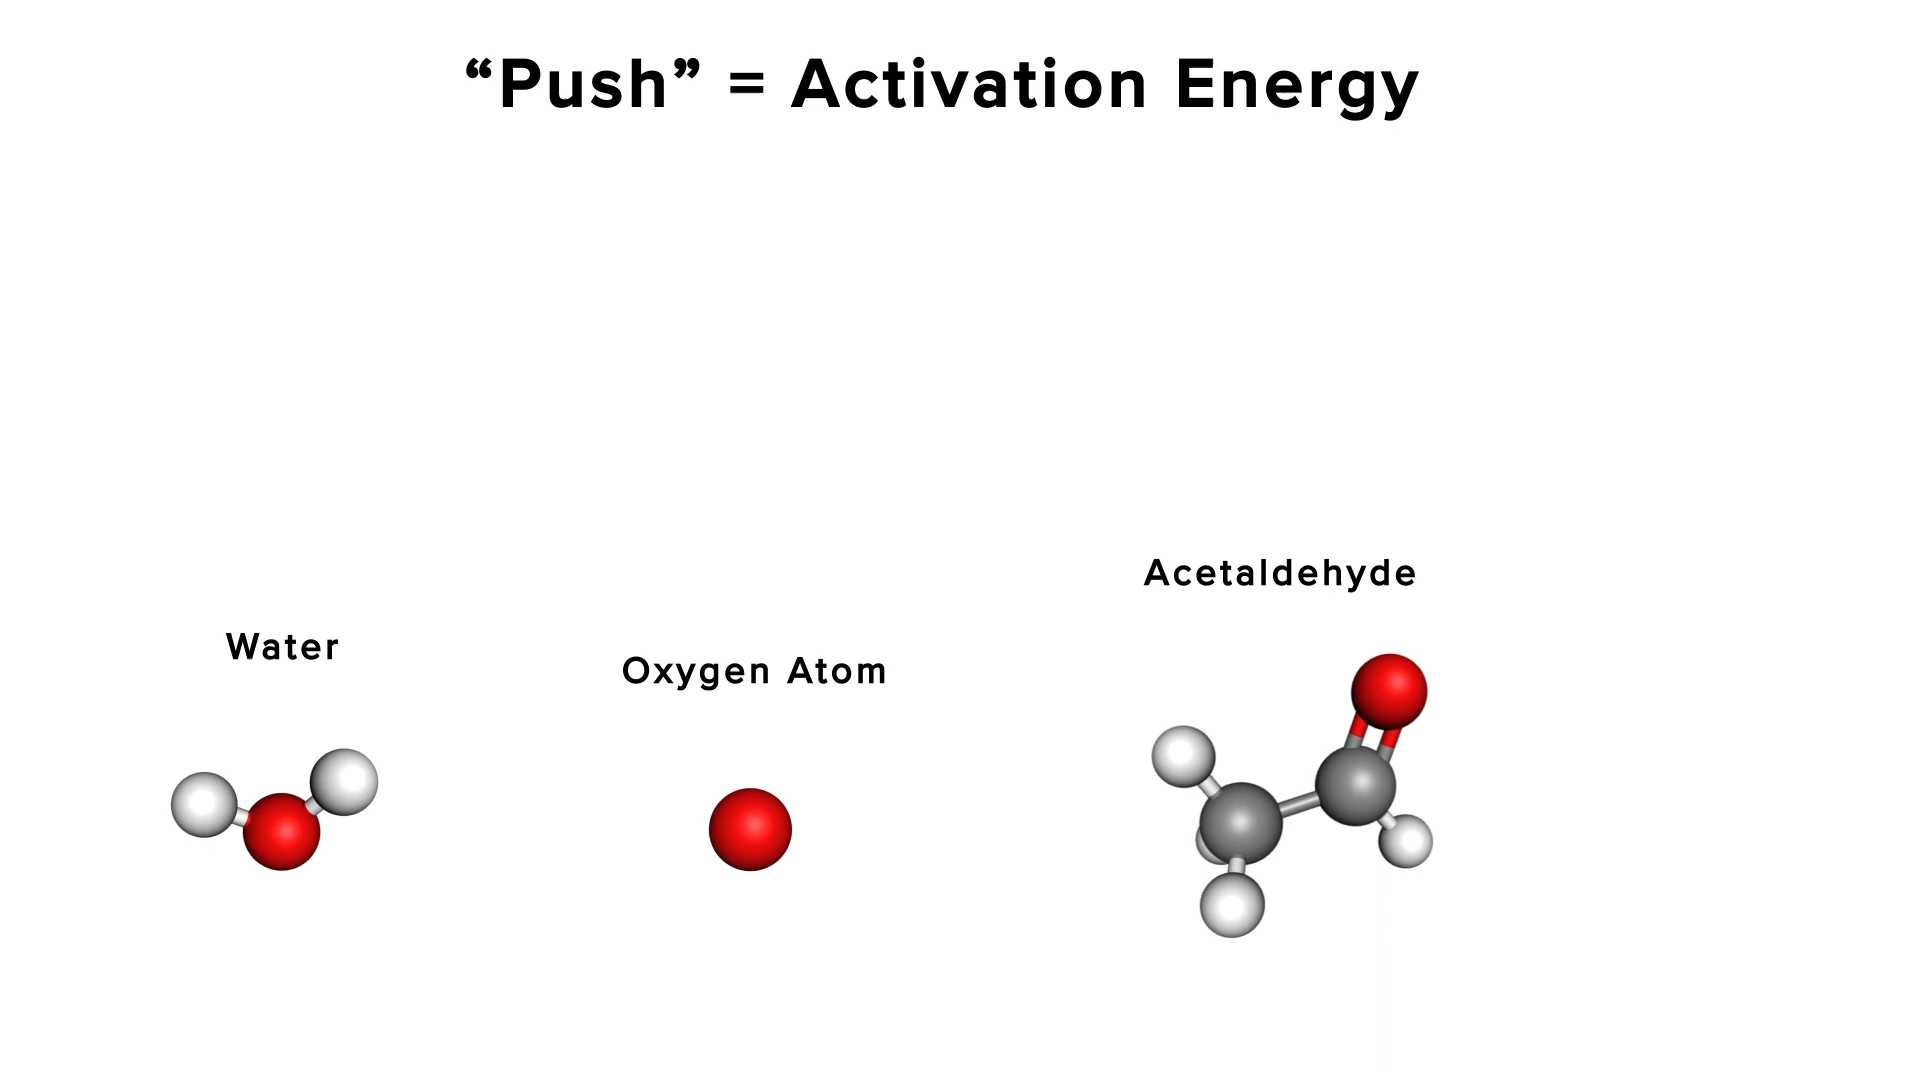 “Push” = Activation Energy
Acetaldehyde
Water
Oxygen Atom